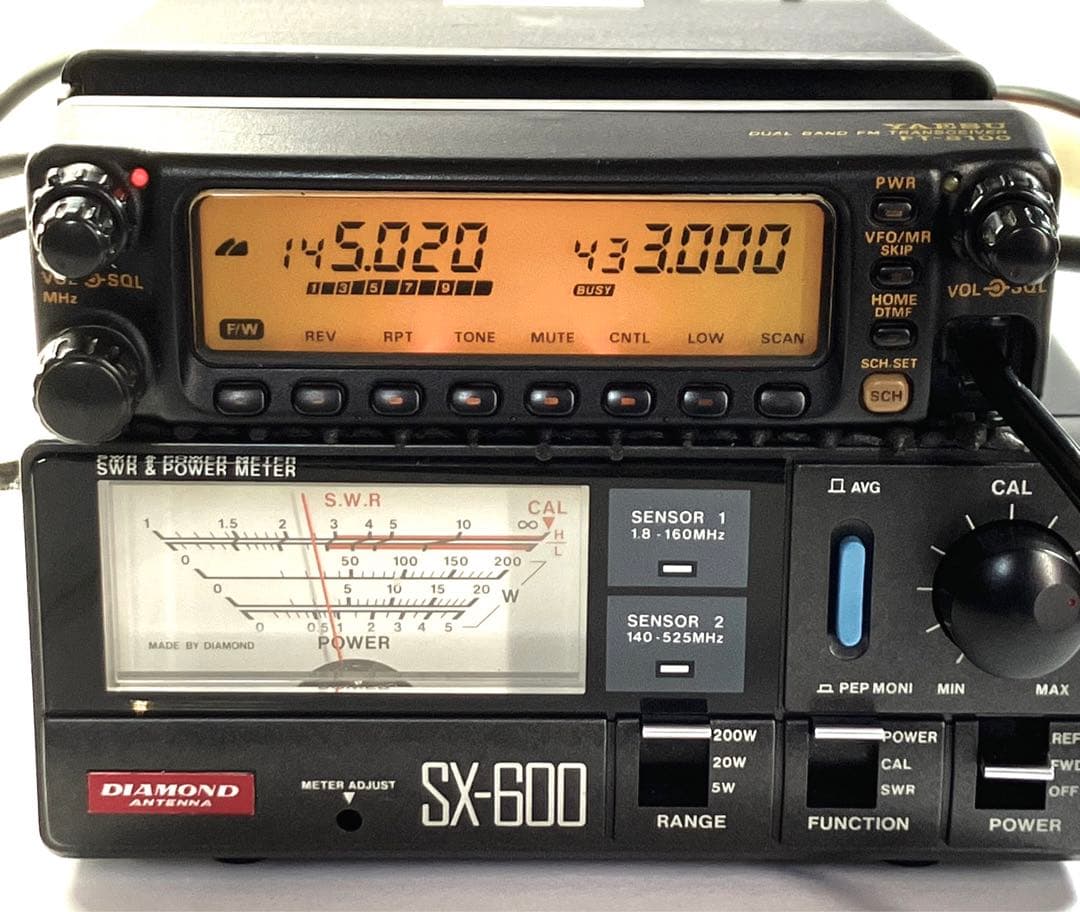 YAESU
DUAL BAND FM TRANSCEIVER
FT-8100
PWR
145.020 433.000
VFO/MR
SKIP
1 3 5 7 9
BUSY
VOL SQL
MHz
VOL SQL
HOME
DTMF
F/W REV RPT TONE MUTE CNTL LOW SCAN
SCH.SET
SCH
SWR & POWER METER
AVG
CAL
S.W.R
CAL
1 1.5 2 3 4 5 10 ∞
H
L
0 50 100 150 200
0 5 10 15 20
W
0 0.5 1 2 3 4 5
MADE BY DIAMOND
POWER
SENSOR 1
1.8 - 160MHz
SENSOR 2
140 - 525MHz
PEP MONI
MIN
MAX
200W
20W
5W
RANGE
POWER
CAL
SWR
FUNCTION
REF
FWD
OFF
POWER
DIAMOND
ANTENNA
METER ADJUST
SX-600